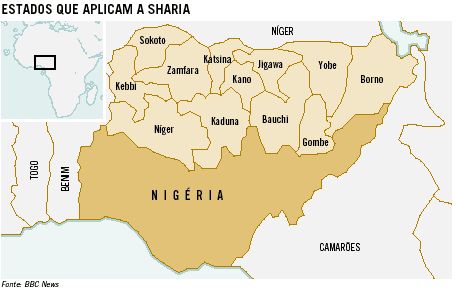 ESTADOS QUE APLICAM A SHARIA
NÍGER
Sokoto
Katsina
Jigawa
Yobe
Zamfara
Kano
Borno
Kebbi
Níger
Kaduna
Bauchi
Gombe
TOGO
BENIM
NIGÉRIA
CAMARÕES
Fonte: BBC News